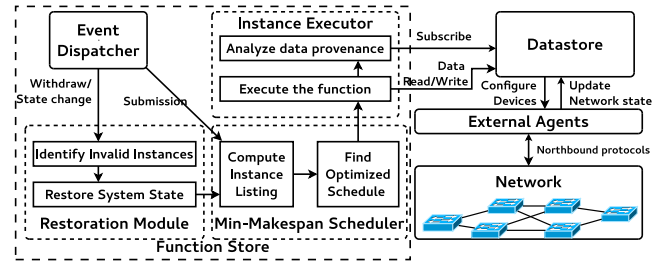 Event
Dispatcher
Instance Executor
Analyze data provenance
Execute the function
Subscribe
Data
Read/Write
Datastore
Withdraw/
State change
Submission
Configure
Devices
Update
Network state
External Agents
Northbound protocols
Identify Invalid Instances
Restore System State
Restoration Module
Compute
Instance
Listing
Find
Optimized
Schedule
Min-Makespan Scheduler
Function Store
Network